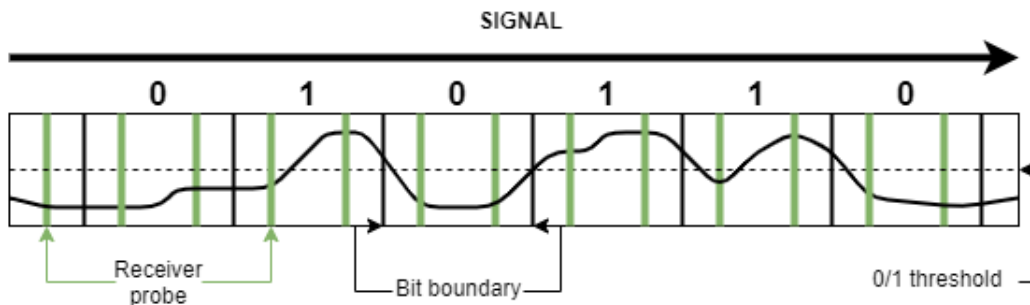 SIGNAL
0 1 0 1 1 0
Receiver
probe
Bit boundary
0/1 threshold